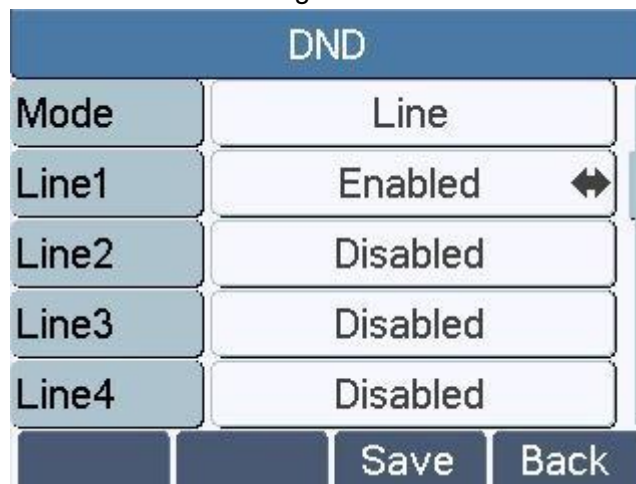 DND
Mode Line
Line1 Enabled
Line2 Disabled
Line3 Disabled
Line4 Disabled
Save Back